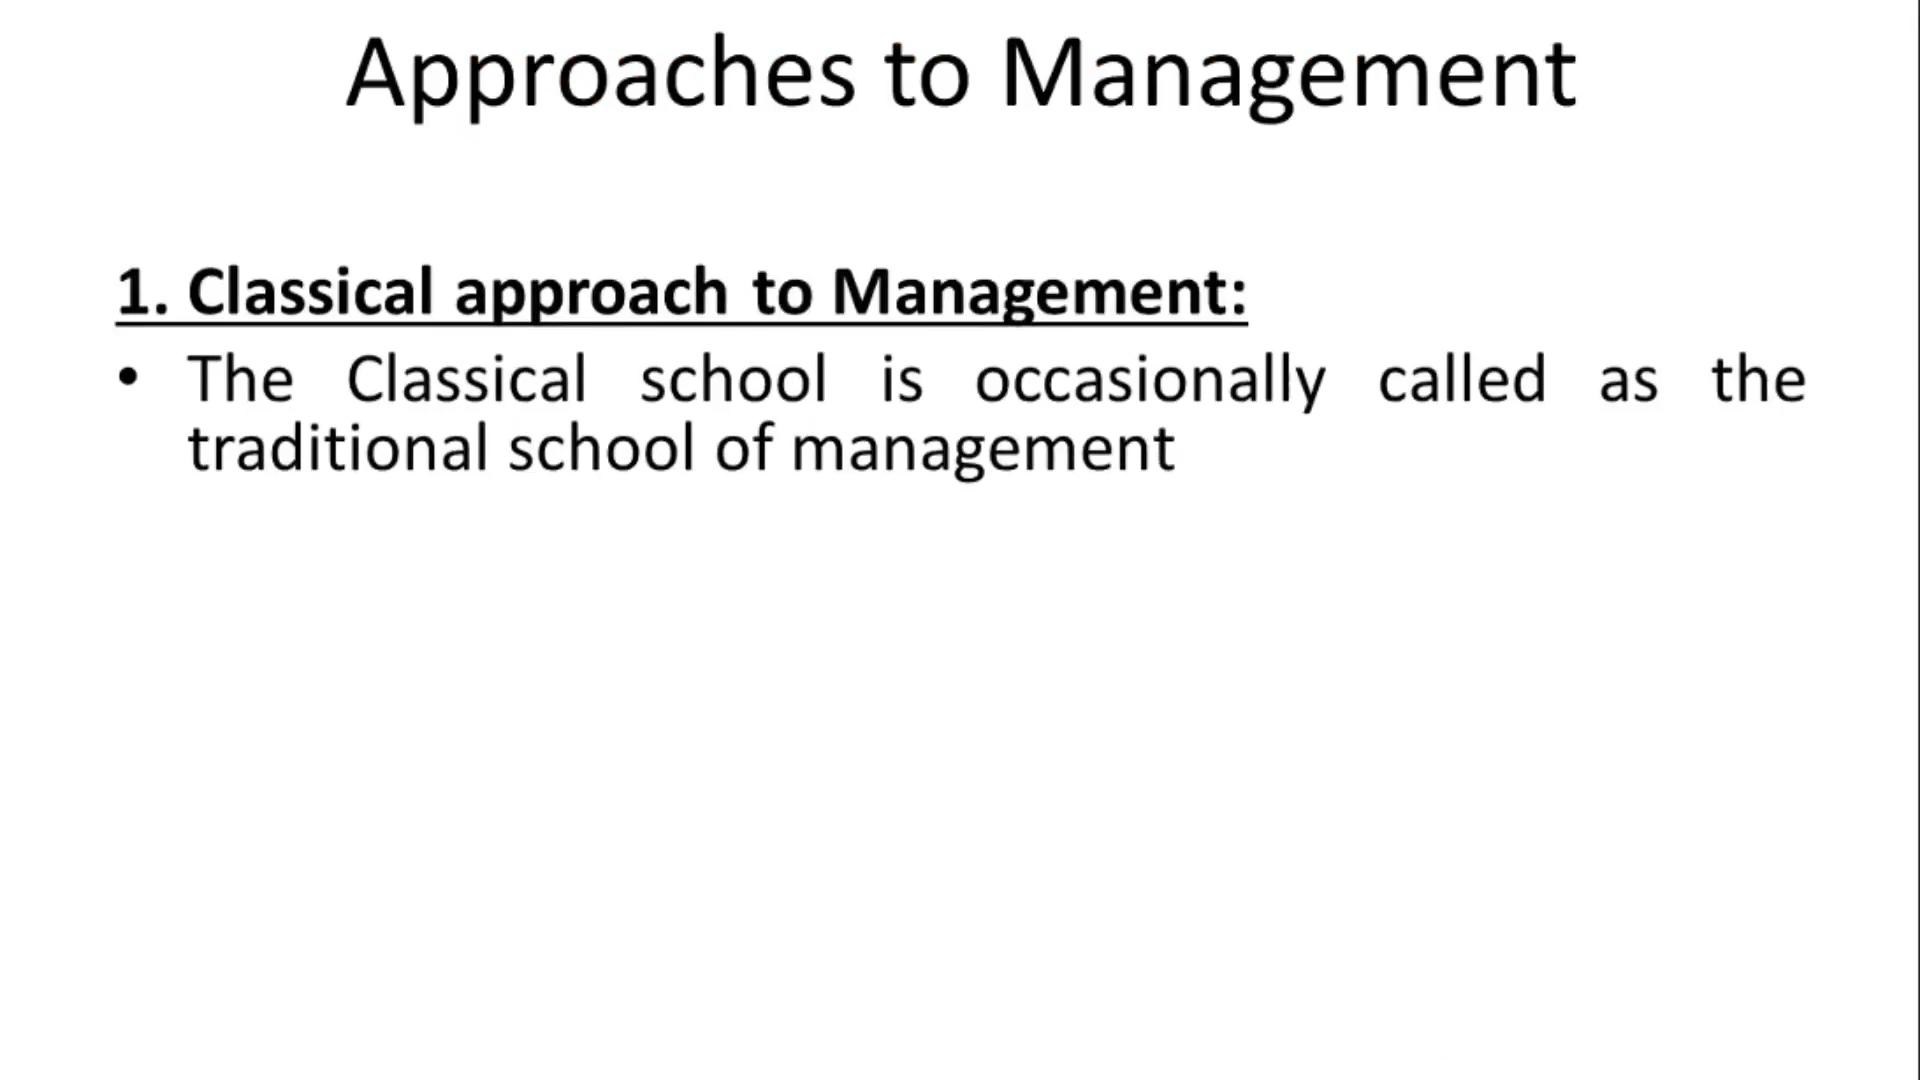 Approaches to Management
1. Classical approach to Management:
• The Classical school is occasionally called as the
traditional school of management